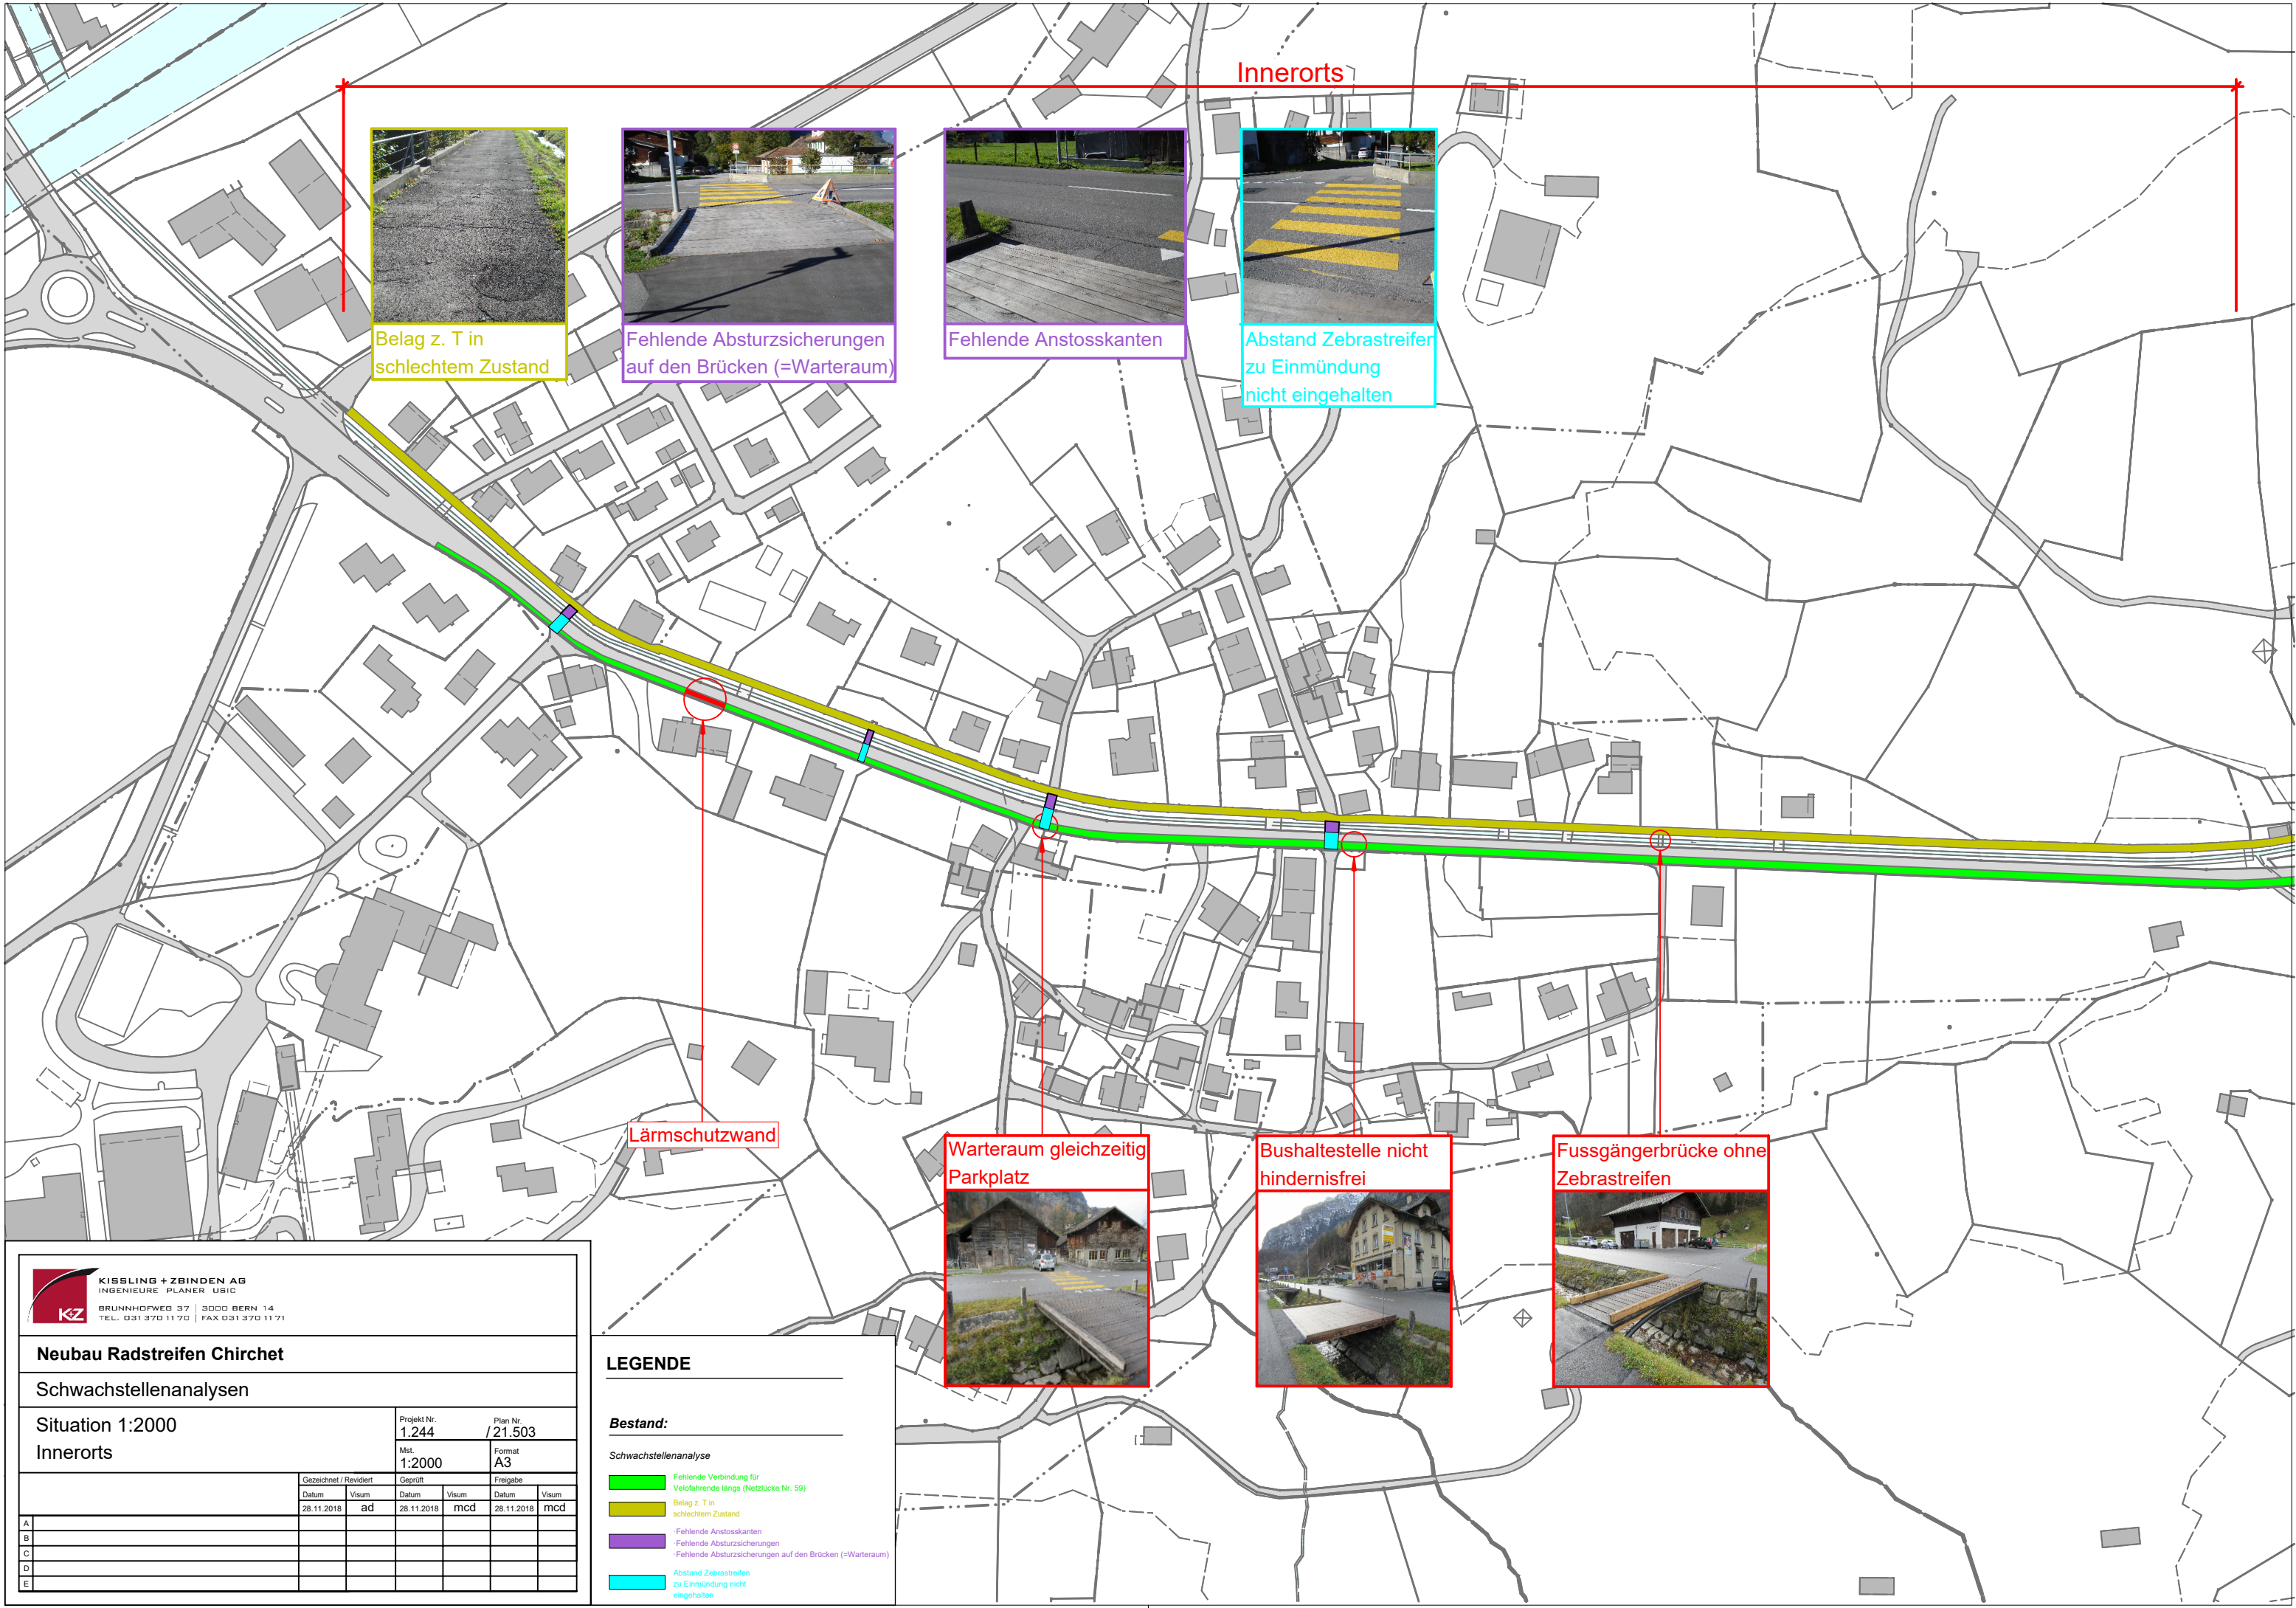 Innerorts
Belag z. T in
schlechtem Zustand
Fehlende Absturzsicherungen
auf den Brücken (=Warteraum)
Fehlende Anstosskanten
Abstand Zebrastreifen
zu Einmündung
nicht eingehalten
Lärmschutzwand
Warteraum gleichzeitig
Parkplatz
Bushaltestelle nicht
hindernisfrei
Fussgängerbrücke ohne
Zebrastreifen
K+Z
KISSLING + ZBINDEN AG
INGENIEURE PLANER USIC
BRUNNHOFWEG 37 | 3000 BERN 14
TEL. 031 370 11 70 | FAX 031 370 11 71
Neubau Radstreifen Chirchet
Schwachstellenanalysen
Situation 1:2000
Innerorts
Projekt Nr. Plan Nr.
1.244 / 21.503
Mst. Format
1:2000 A3
Gezeichnet / Revidiert Geprüft Freigabe
Datum Visum Datum Visum Datum Visum
28.11.2018 ad 28.11.2018 mcd 28.11.2018 mcd
A
B
C
D
E
LEGENDE
Bestand:
Schwachstellenanalyse
Fehlende Verbindung für
Velofahrende längs (Netzlücke Nr. 59)
Belag z. T in
schlechtem Zustand
·Fehlende Anstosskanten
·Fehlende Absturzsicherungen
·Fehlende Absturzsicherungen auf den Brücken (=Warteraum)
Abstand Zebrastreifen
zu Einmündung nicht
eingehalten